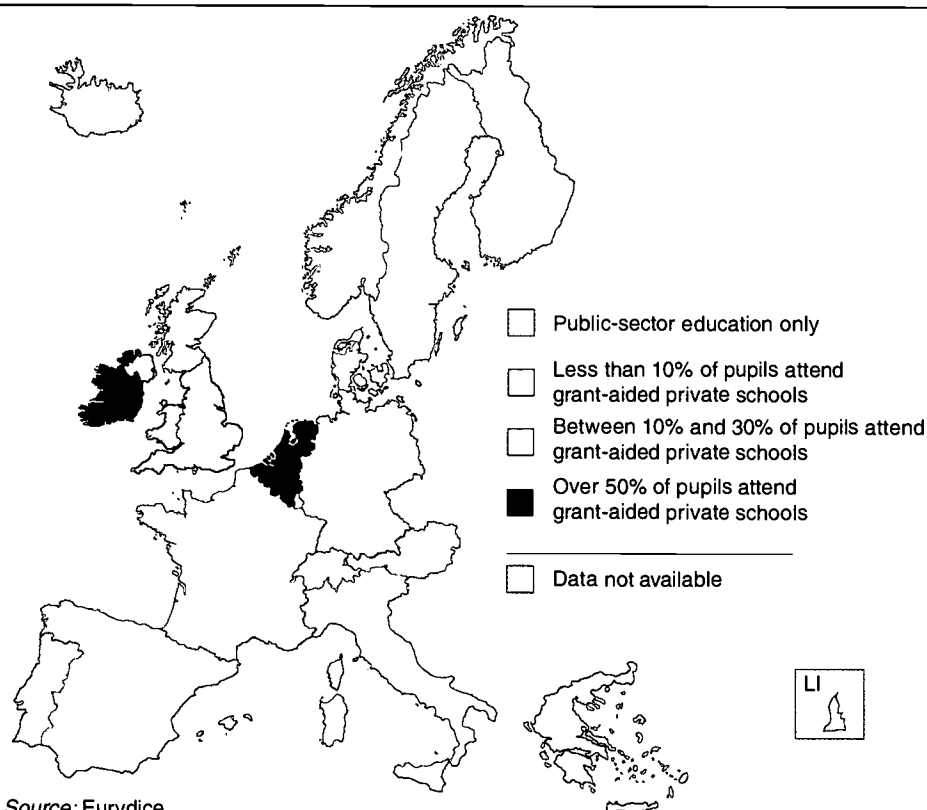 Public-sector education only
Less than 10% of pupils attend
grant-aided private schools
Between 10% and 30% of pupils attend
grant-aided private schools
Over 50% of pupils attend
grant-aided private schools
Data not available
LI
Source: Eurydice